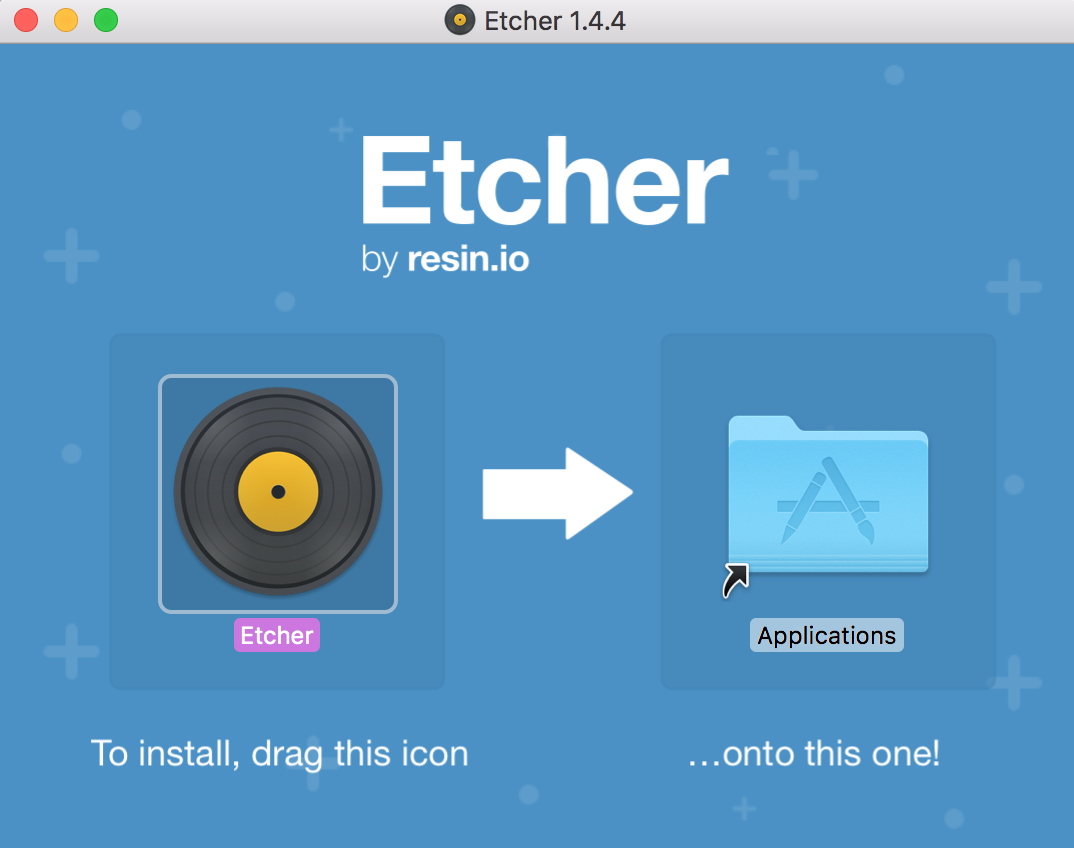 Etcher 1.4.4
Etcher
by resin.io
Etcher
Applications
To install, drag this icon
...onto this one!